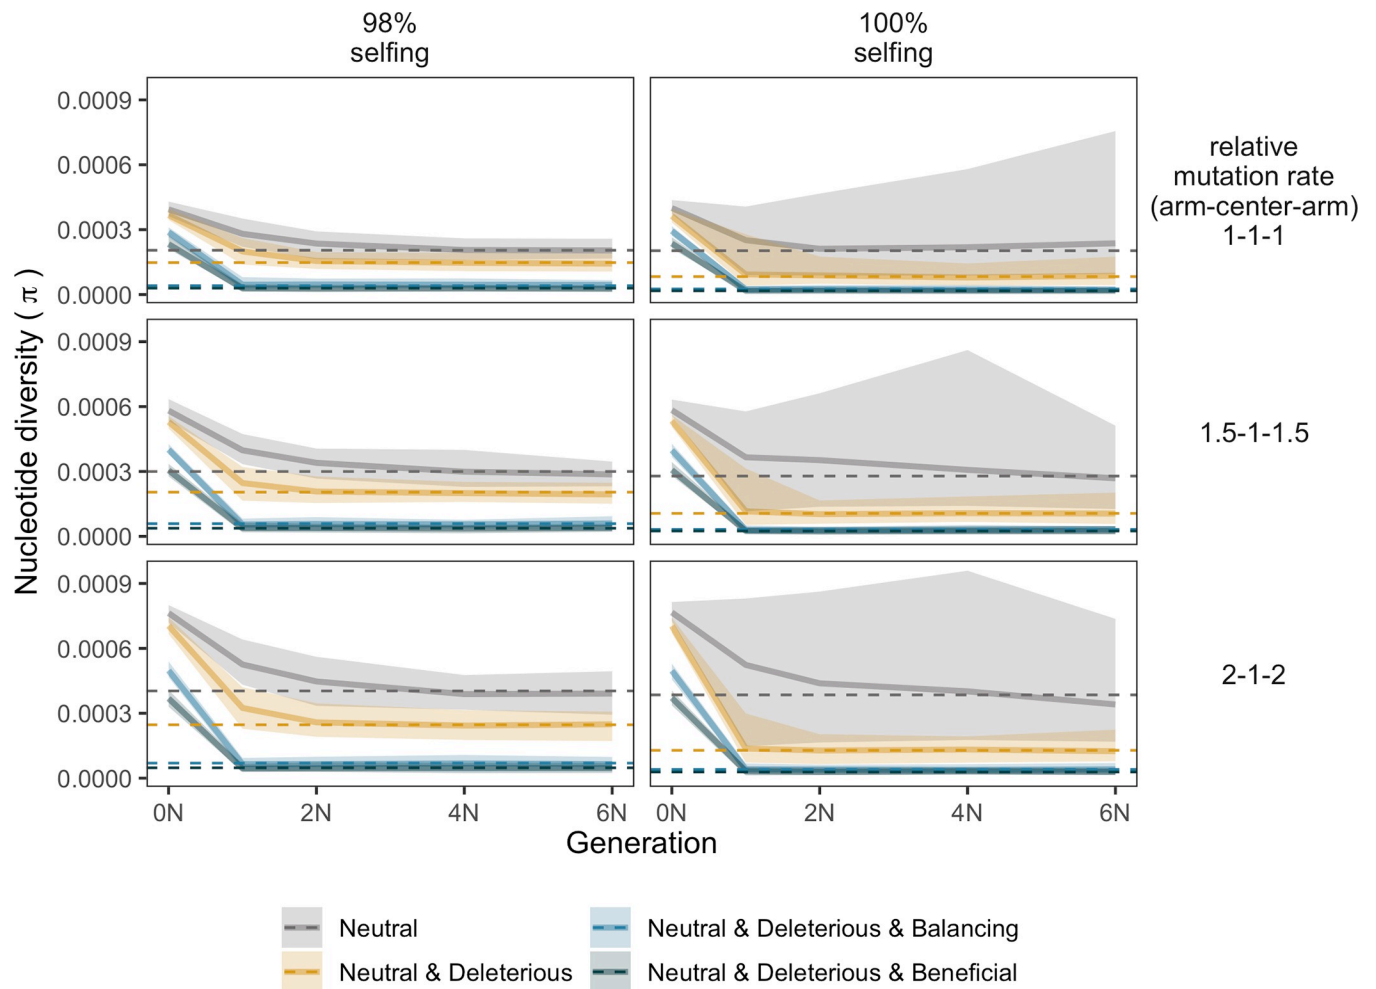 98%
selfing
100%
selfing
Nucleotide diversity ( π )
0.0009
0.0006
0.0003
0.0000
relative
mutation rate
(arm-center-arm)
1-1-1
0.0009
0.0006
0.0003
0.0000
1.5-1-1.5
0.0009
0.0006
0.0003
0.0000
2-1-2
0N 2N 4N 6N 0N 2N 4N 6N
Generation
Neutral
Neutral & Deleterious & Balancing
Neutral & Deleterious
Neutral & Deleterious & Beneficial